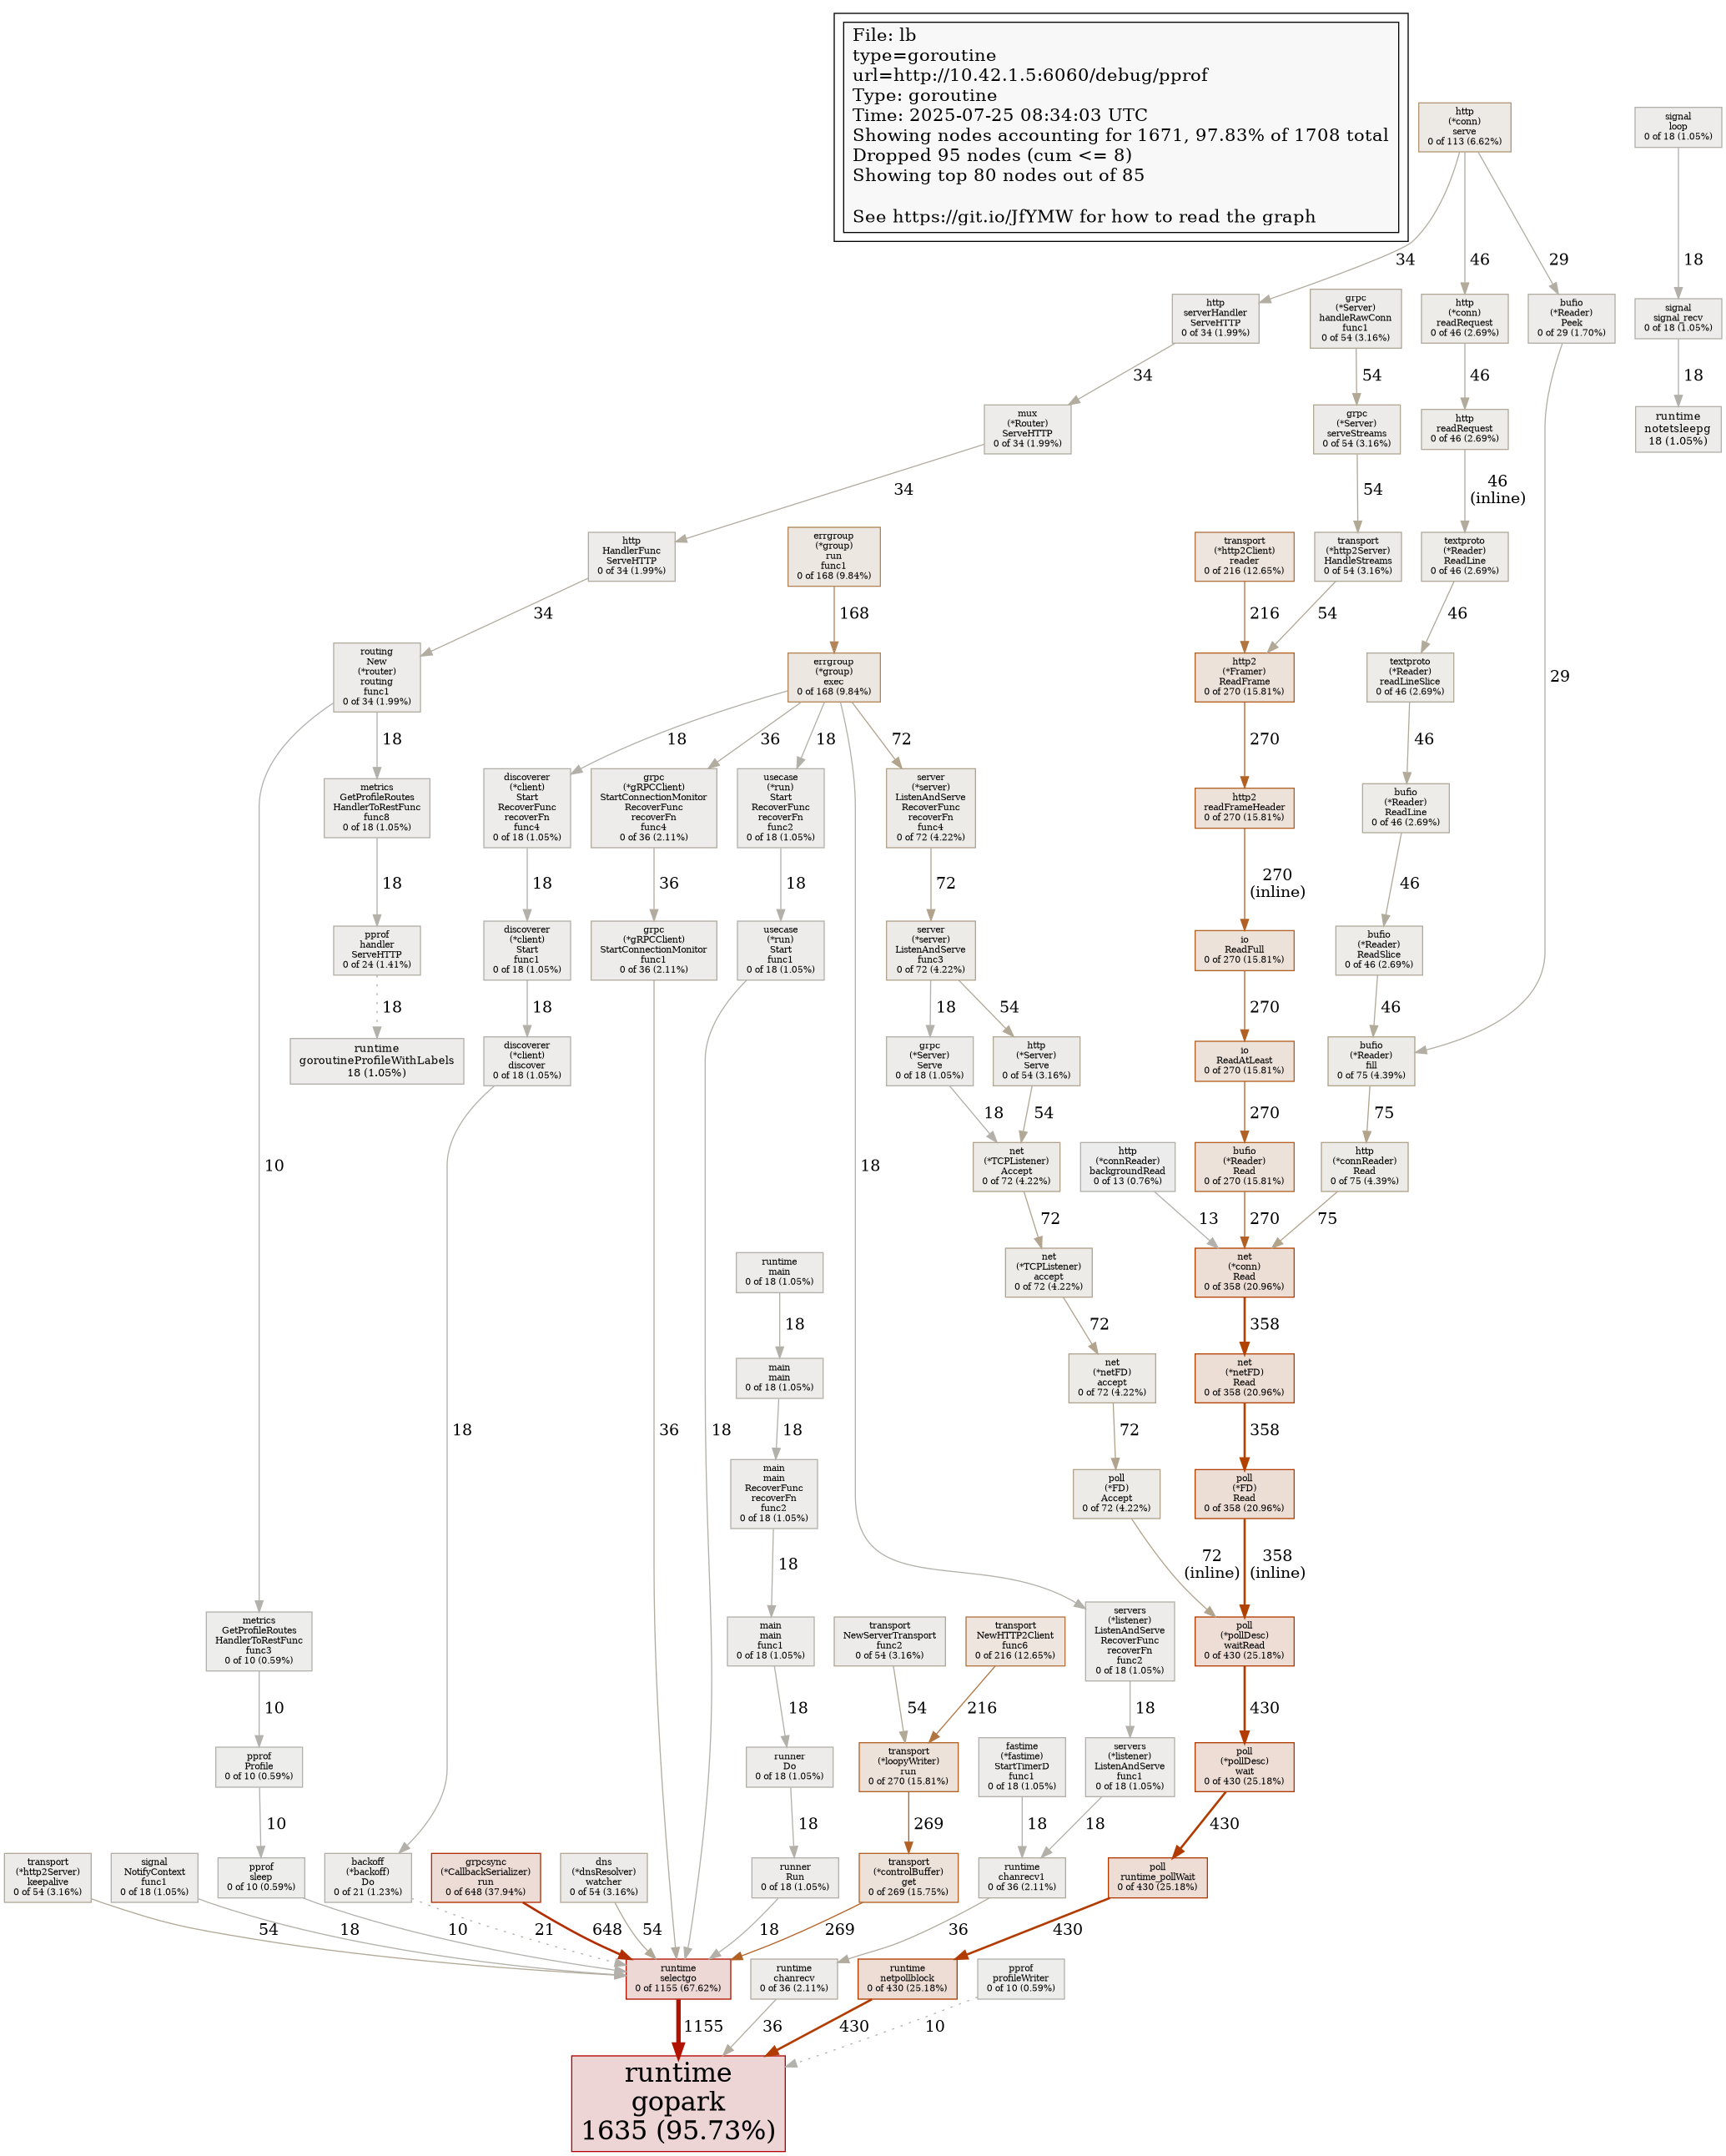 File: lb
type=goroutine
url=http://10.42.1.5:6060/debug/pprof
Type: goroutine
Time: 2025-07-25 08:34:03 UTC
Showing nodes accounting for 1671, 97.83% of 1708 total
Dropped 95 nodes (cum <= 8)
Showing top 80 nodes out of 85
See https://git.io/JfYMW for how to read the graph
http
(*conn)
serve
0 of 113 (6.62%)
signal
loop
0 of 18 (1.05%)
34
46
29
18
http
serverHandler
ServeHTTP
0 of 34 (1.99%)
grpc
(*Server)
handleRawConn
func1
0 of 54 (3.16%)
http
(*conn)
readRequest
0 of 46 (2.69%)
bufio
(*Reader)
Peek
0 of 29 (1.70%)
signal
signal_recv
0 of 18 (1.05%)
34
54
46
18
mux
(*Router)
ServeHTTP
0 of 34 (1.99%)
grpc
(*Server)
serveStreams
0 of 54 (3.16%)
http
readRequest
0 of 46 (2.69%)
runtime
notetsleepg
18 (1.05%)
34
54
46
(inline)
http
HandlerFunc
ServeHTTP
0 of 34 (1.99%)
errgroup
(*group)
run
func1
0 of 168 (9.84%)
transport
(*http2Client)
reader
0 of 216 (12.65%)
transport
(*http2Server)
HandleStreams
0 of 54 (3.16%)
textproto
(*Reader)
ReadLine
0 of 46 (2.69%)
34
168
216
54
46
routing
New
(*router)
routing
func1
0 of 34 (1.99%)
errgroup
(*group)
exec
0 of 168 (9.84%)
http2
(*Framer)
ReadFrame
0 of 270 (15.81%)
textproto
(*Reader)
readLineSlice
0 of 46 (2.69%)
29
18
18
36
18
72
270
46
metrics
GetProfileRoutes
HandlerToRestFunc
func8
0 of 18 (1.05%)
discoverer
(*client)
Start
RecoverFunc
recoverFn
func4
0 of 18 (1.05%)
grpc
(*gRPCClient)
StartConnectionMonitor
RecoverFunc
recoverFn
func4
0 of 36 (2.11%)
usecase
(*run)
Start
RecoverFunc
recoverFn
func2
0 of 18 (1.05%)
server
(*server)
ListenAndServe
RecoverFunc
recoverFn
func4
0 of 72 (4.22%)
http2
readFrameHeader
0 of 270 (15.81%)
bufio
(*Reader)
ReadLine
0 of 46 (2.69%)
18
18
36
18
72
270
(inline)
46
pprof
handler
ServeHTTP
0 of 24 (1.41%)
discoverer
(*client)
Start
func1
0 of 18 (1.05%)
grpc
(*gRPCClient)
StartConnectionMonitor
func1
0 of 36 (2.11%)
usecase
(*run)
Start
func1
0 of 18 (1.05%)
server
(*server)
ListenAndServe
func3
0 of 72 (4.22%)
io
ReadFull
0 of 270 (15.81%)
bufio
(*Reader)
ReadSlice
0 of 46 (2.69%)
18
18
18
54
270
46
runtime
goroutineProfileWithLabels
18 (1.05%)
discoverer
(*client)
discover
0 of 18 (1.05%)
grpc
(*Server)
Serve
0 of 18 (1.05%)
http
(*Server)
Serve
0 of 54 (3.16%)
io
ReadAtLeast
0 of 270 (15.81%)
bufio
(*Reader)
fill
0 of 75 (4.39%)
18
54
270
75
10
18
net
(*TCPListener)
Accept
0 of 72 (4.22%)
http
(*connReader)
backgroundRead
0 of 13 (0.76%)
bufio
(*Reader)
Read
0 of 270 (15.81%)
http
(*connReader)
Read
0 of 75 (4.39%)
72
13
270
75
runtime
main
0 of 18 (1.05%)
net
(*TCPListener)
accept
0 of 72 (4.22%)
net
(*conn)
Read
0 of 358 (20.96%)
18
72
358
main
main
0 of 18 (1.05%)
net
(*netFD)
accept
0 of 72 (4.22%)
net
(*netFD)
Read
0 of 358 (20.96%)
18
36
18
18
72
358
main
main
RecoverFunc
recoverFn
func2
0 of 18 (1.05%)
poll
(*FD)
Accept
0 of 72 (4.22%)
poll
(*FD)
Read
0 of 358 (20.96%)
18
72
(inline)
358
(inline)
metrics
GetProfileRoutes
HandlerToRestFunc
func3
0 of 10 (0.59%)
main
main
func1
0 of 18 (1.05%)
transport
NewServerTransport
func2
0 of 54 (3.16%)
transport
NewHTTP2Client
func6
0 of 216 (12.65%)
servers
(*listener)
ListenAndServe
RecoverFunc
recoverFn
func2
0 of 18 (1.05%)
poll
(*pollDesc)
waitRead
0 of 430 (25.18%)
10
18
54
216
18
430
pprof
Profile
0 of 10 (0.59%)
runner
Do
0 of 18 (1.05%)
transport
(*loopyWriter)
run
0 of 270 (15.81%)
fastime
(*fastime)
StartTimerD
func1
0 of 18 (1.05%)
servers
(*listener)
ListenAndServe
func1
0 of 18 (1.05%)
poll
(*pollDesc)
wait
0 of 430 (25.18%)
10
18
269
18
18
430
transport
(*http2Server)
keepalive
0 of 54 (3.16%)
signal
NotifyContext
func1
0 of 18 (1.05%)
pprof
sleep
0 of 10 (0.59%)
backoff
(*backoff)
Do
0 of 21 (1.23%)
grpcsync
(*CallbackSerializer)
run
0 of 648 (37.94%)
dns
(*dnsResolver)
watcher
0 of 54 (3.16%)
runner
Run
0 of 18 (1.05%)
transport
(*controlBuffer)
get
0 of 269 (15.75%)
runtime
chanrecv1
0 of 36 (2.11%)
poll
runtime_pollWait
0 of 430 (25.18%)
54
18
10
21
648
54
18
269
36
430
runtime
selectgo
0 of 1155 (67.62%)
runtime
chanrecv
0 of 36 (2.11%)
runtime
netpollblock
0 of 430 (25.18%)
pprof
profileWriter
0 of 10 (0.59%)
1155
36
430
10
runtime
gopark
1635 (95.73%)